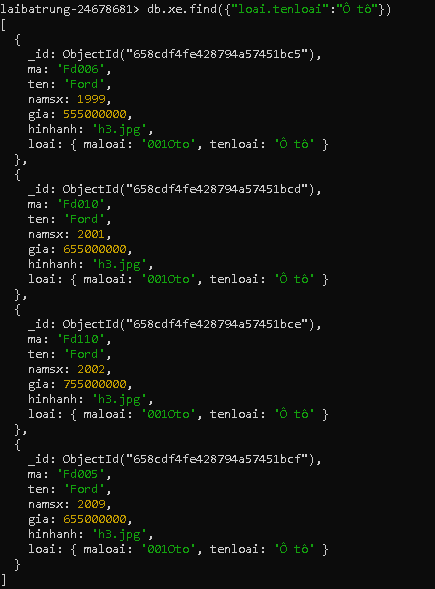 laibatrung-24678681> db.xe.find({"loai.tenloai":"Ô tô"})
[
  {
    _id: ObjectId("658cdf4fe428794a57451bc5"),
    ma: 'Fd006',
    ten: 'Ford',
    namsx: 1999,
    gia: 555000000,
    hinhanh: 'h3.jpg',
    loai: { maloai: '001Oto', tenloai: 'Ô tô' }
  },
  {
    _id: ObjectId("658cdf4fe428794a57451bcd"),
    ma: 'Fd010',
    ten: 'Ford',
    namsx: 2001,
    gia: 655000000,
    hinhanh: 'h3.jpg',
    loai: { maloai: '001Oto', tenloai: 'Ô tô' }
  },
  {
    _id: ObjectId("658cdf4fe428794a57451bce"),
    ma: 'Fd110',
    ten: 'Ford',
    namsx: 2002,
    gia: 755000000,
    hinhanh: 'h3.jpg',
    loai: { maloai: '001Oto', tenloai: 'Ô tô' }
  },
  {
    _id: ObjectId("658cdf4fe428794a57451bcf"),
    ma: 'Fd005',
    ten: 'Ford',
    namsx: 2009,
    gia: 655000000,
    hinhanh: 'h3.jpg',
    loai: { maloai: '001Oto', tenloai: 'Ô tô' }
  }
]